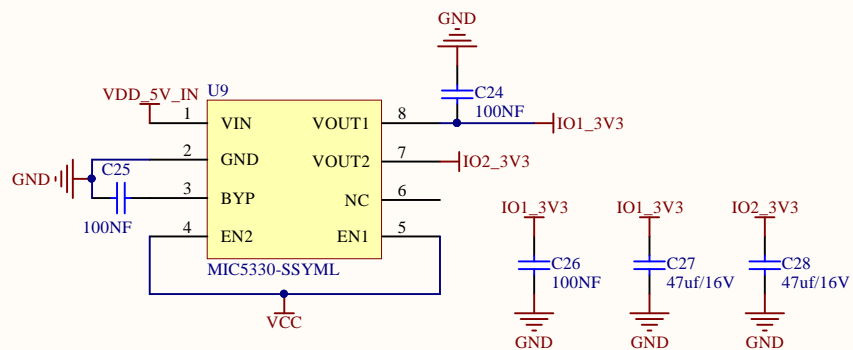 GND
U9
VDD_5V_IN
C24
100NF
1
VIN
VOUT1
8
IO1_3V3
2
GND
VOUT2
7
IO2_3V3
C25
GND
3
BYP
NC
6
100NF
4
EN2
EN1
5
IO1_3V3
IO1_3V3
IO2_3V3
MIC5330-SSYML
C26
100NF
C27
47uf/16V
C28
47uf/16V
VCC
GND
GND
GND